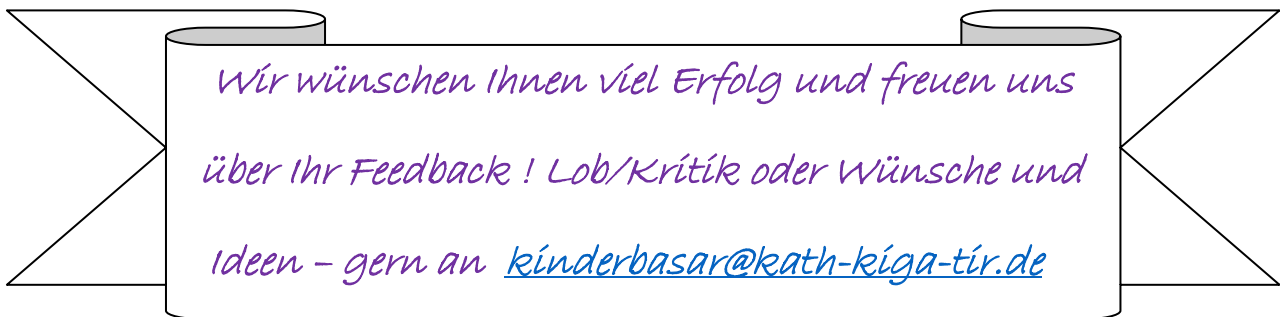 Wir wünschen Ihnen viel Erfolg und freuen uns
über Ihr Feedback ! Lob/Kritik oder Wünsche und
Ideen – gern an kinderbasar@kath-kiga-tir.de